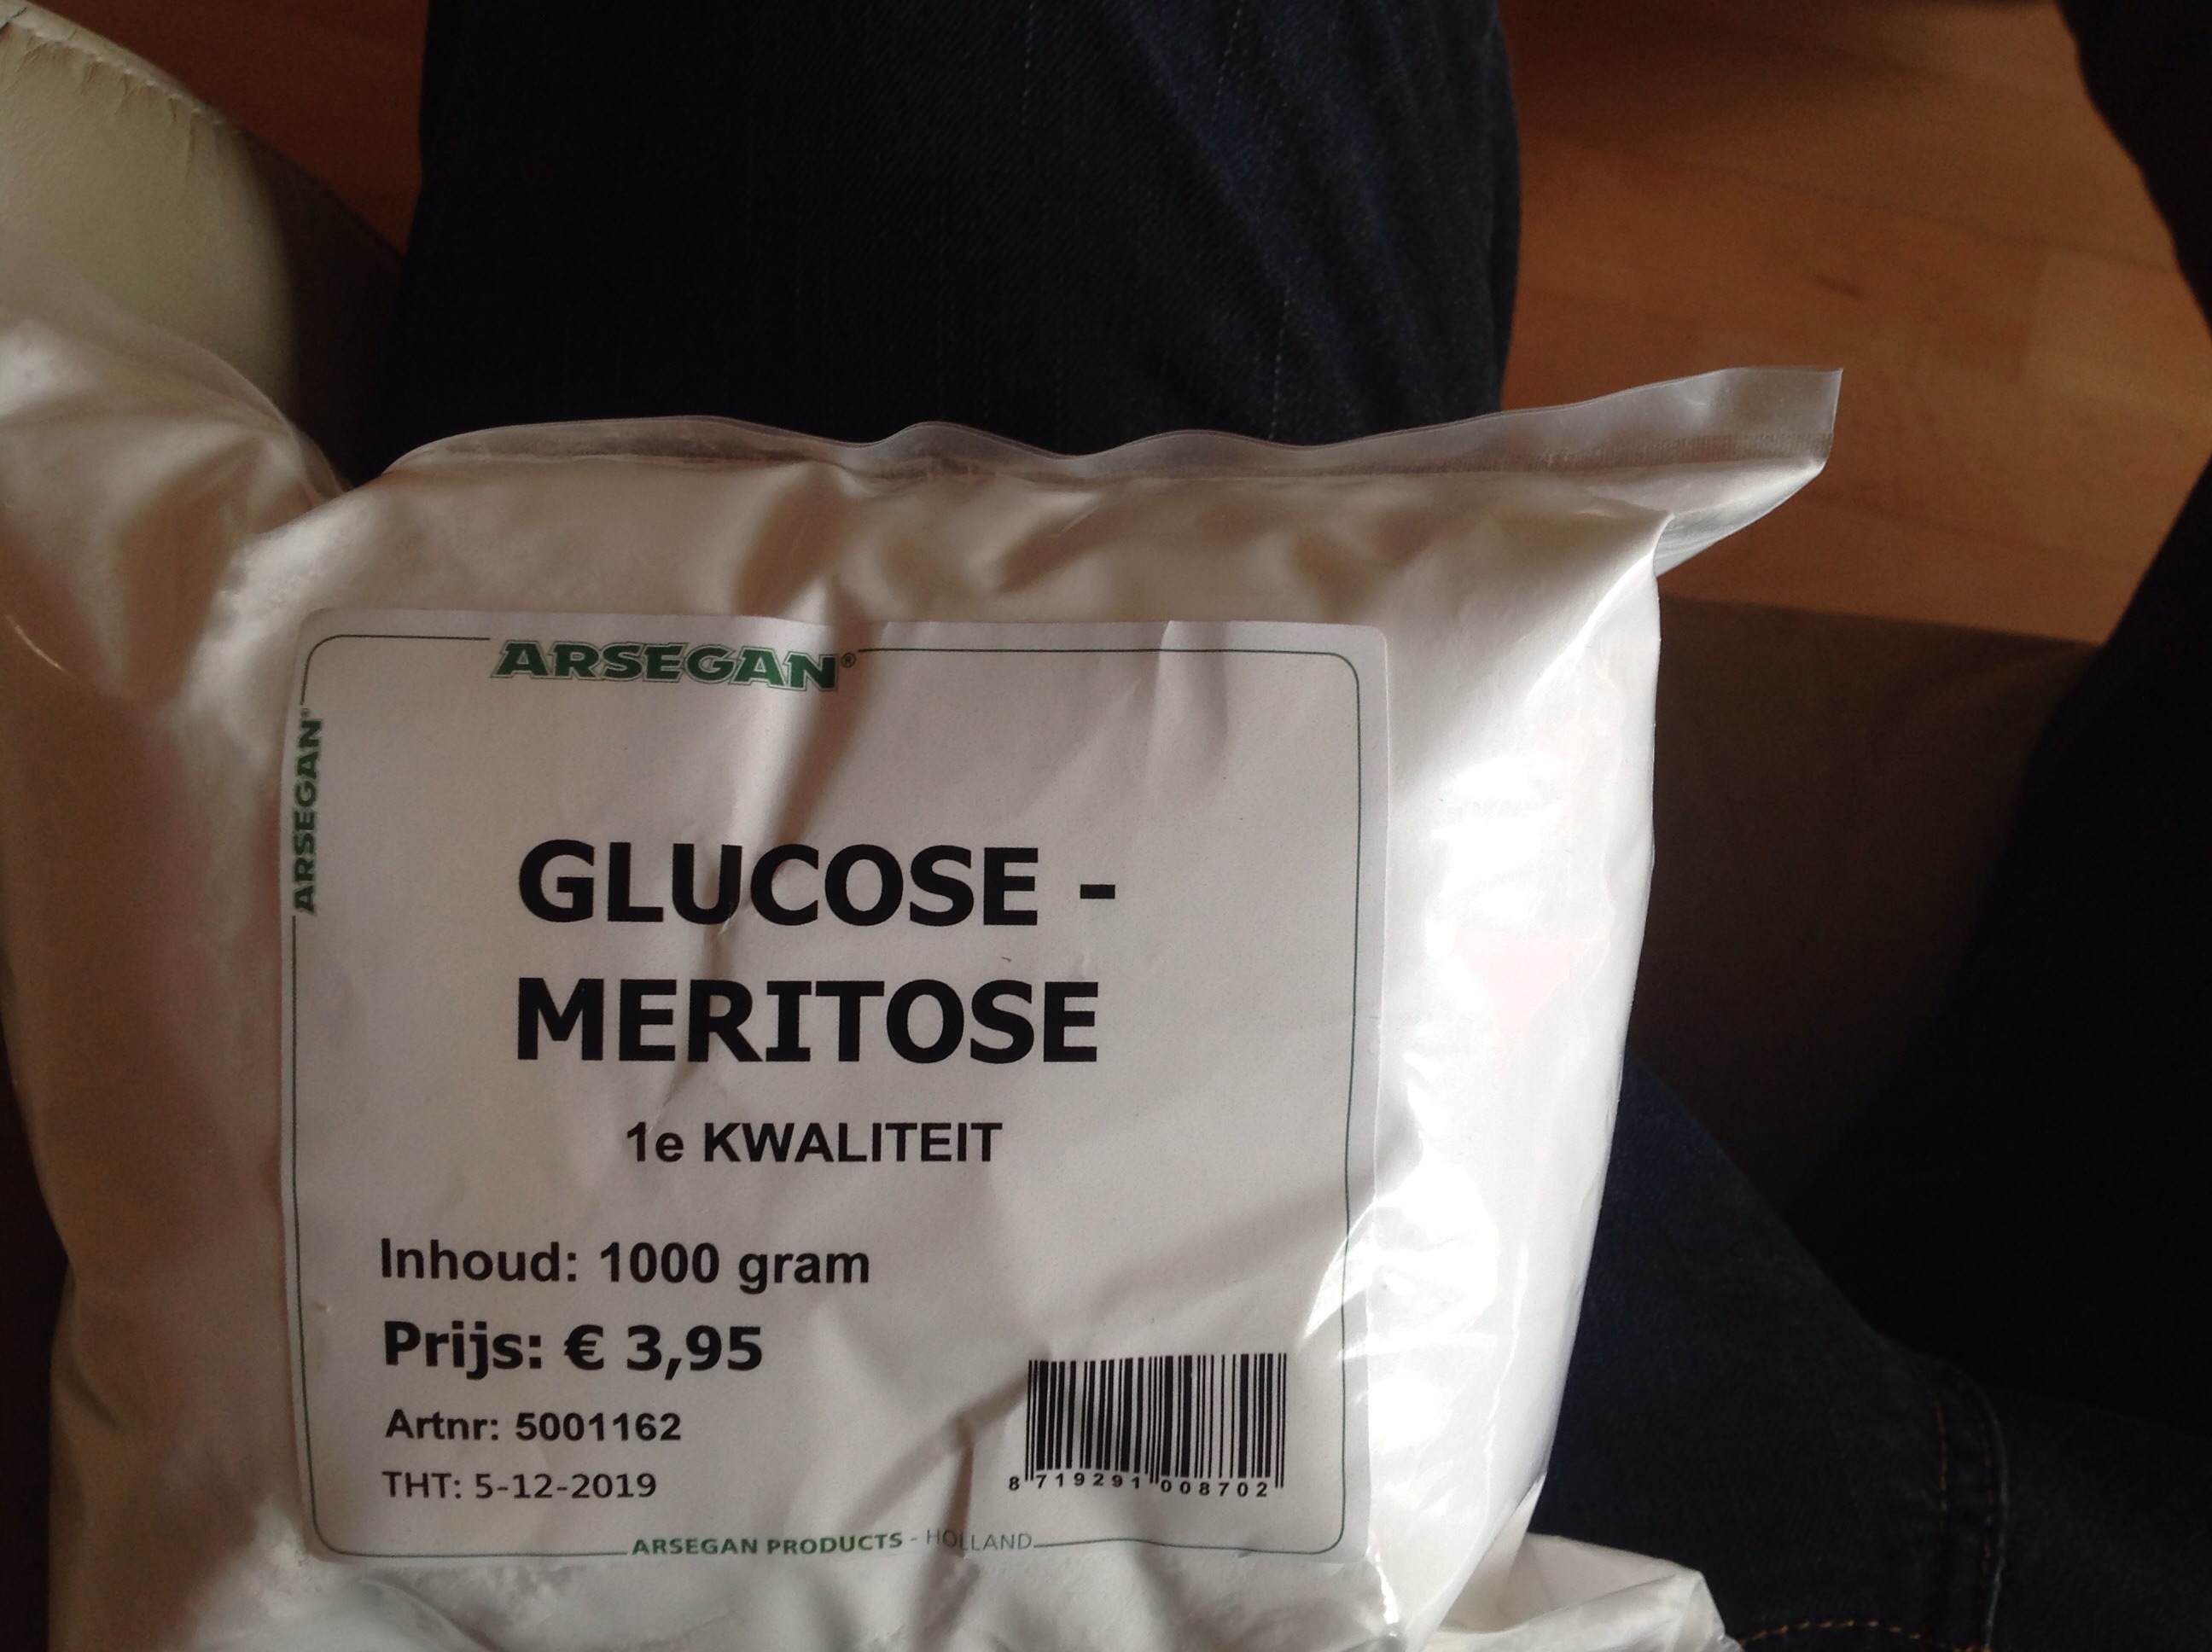 ARSEGAN®
ARSEGAN®
GLUCOSE -
MERITOSE
1e KWALITEIT
Inhoud: 1000 gram
Prijs: € 3,95
Artnr: 5001162
THT: 5-12-2019
8 719291 008702
ARSEGAN PRODUCTS - HOLLAND